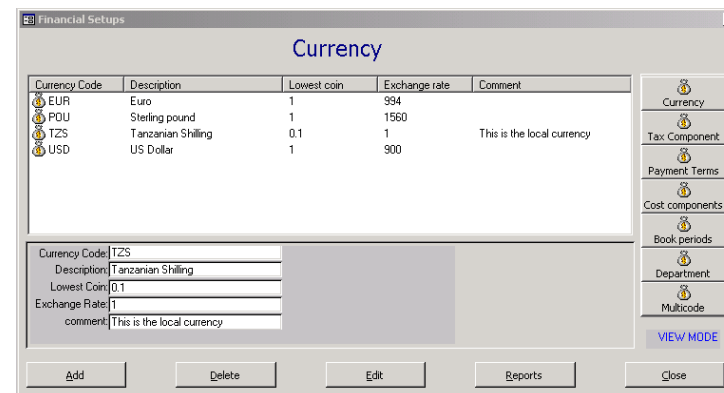 Financial Setups
Currency
Currency Code Description Lowest coin Exchange rate Comment
EUR Euro 1 994
POU Sterling pound 1 1560
TZS Tanzanian Shilling 0.1 1 This is the local currency
USD US Dollar 1 900
Currency
Tax Component
Payment Terms
Cost components
Book periods
Department
Multicode
Currency Code: TZS
Description: Tanzanian Shilling
Lowest Coin: 0.1
Exchange Rate: 1
comment: This is the local currency
VIEW MODE
Add Delete Edit Reports Close